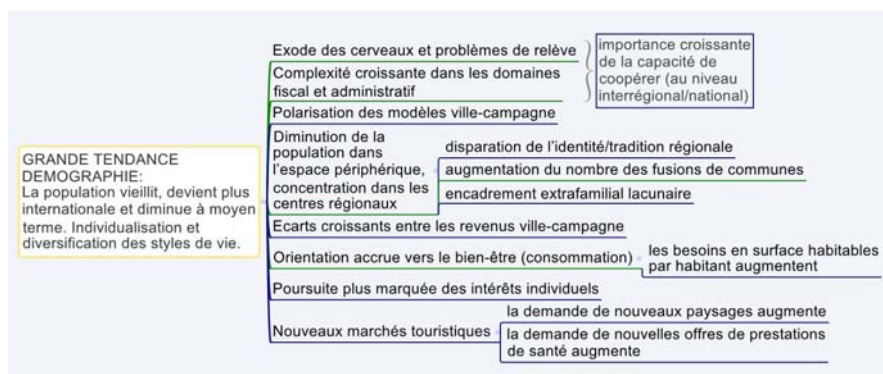 GRANDE TENDANCE
DEMOGRAPHIE:
La population vieillit, devient plus
internationale et diminue à moyen
terme. Individualisation et
diversification des styles de vie.
Exode des cerveaux et problèmes de relève
Complexité croissante dans les domaines
fiscal et administratif
importance croissante
de la capacité de
coopérer (au niveau
interrégional/national)
Polarisation des modèles ville-campagne
Diminution de la
population dans
l'espace périphérique,
concentration dans les
centres régionaux
disparation de l'identité/tradition régionale
augmentation du nombre des fusions de communes
encadrement extrafamilial lacunaire
Ecarts croissants entre les revenus ville-campagne
Orientation accrue vers le bien-être (consommation)
les besoins en surface habitables
par habitant augmentent
Poursuite plus marquée des intérêts individuels
Nouveaux marchés touristiques
la demande de nouveaux paysages augmente
la demande de nouvelles offres de prestations
de santé augmente